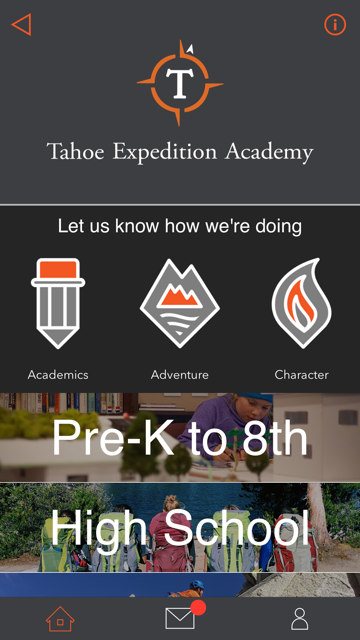 T
Tahoe Expedition Academy
Let us know how we're doing
Academics
Adventure
Character
Pre-K to 8th
High School